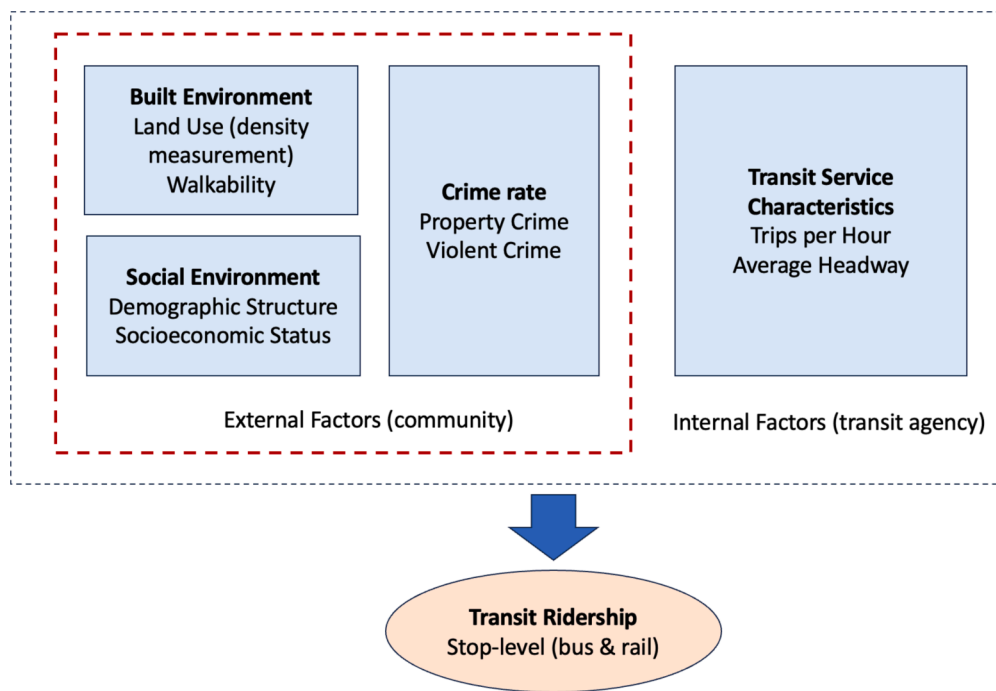 Built Environment
Land Use (density
measurement)
Walkability
Social Environment
Demographic Structure
Socioeconomic Status
Crime rate
Property Crime
Violent Crime
External Factors (community)
Transit Service
Characteristics
Trips per Hour
Average Headway
Internal Factors (transit agency)
Transit Ridership
Stop-level (bus & rail)